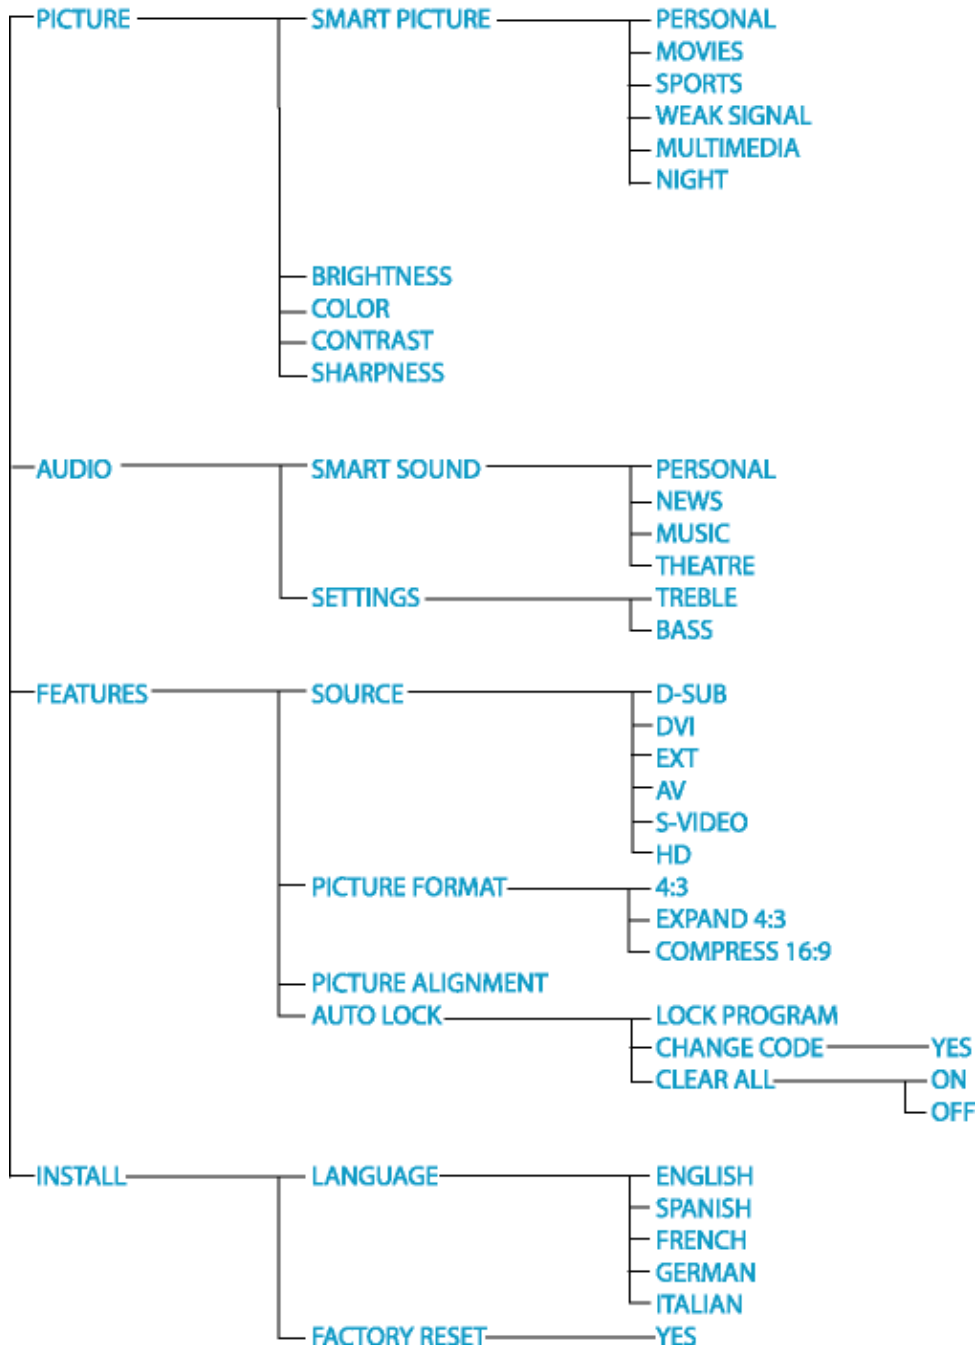 PICTURE SMART PICTURE PERSONAL
MOVIES
SPORTS
WEAK SIGNAL
MULTIMEDIA
NIGHT
BRIGHTNESS
COLOR
CONTRAST
SHARPNESS
AUDIO SMART SOUND PERSONAL
NEWS
MUSIC
THEATRE
SETTINGS TREBLE
BASS
FEATURES SOURCE D-SUB
DVI
EXT
AV
S-VIDEO
HD
PICTURE FORMAT 4:3
EXPAND 4:3
COMPRESS 16:9
PICTURE ALIGNMENT
AUTO LOCK LOCK PROGRAM
CHANGE CODE YES
CLEAR ALL ON
OFF
INSTALL LANGUAGE ENGLISH
SPANISH
FRENCH
GERMAN
ITALIAN
FACTORY RESET YES